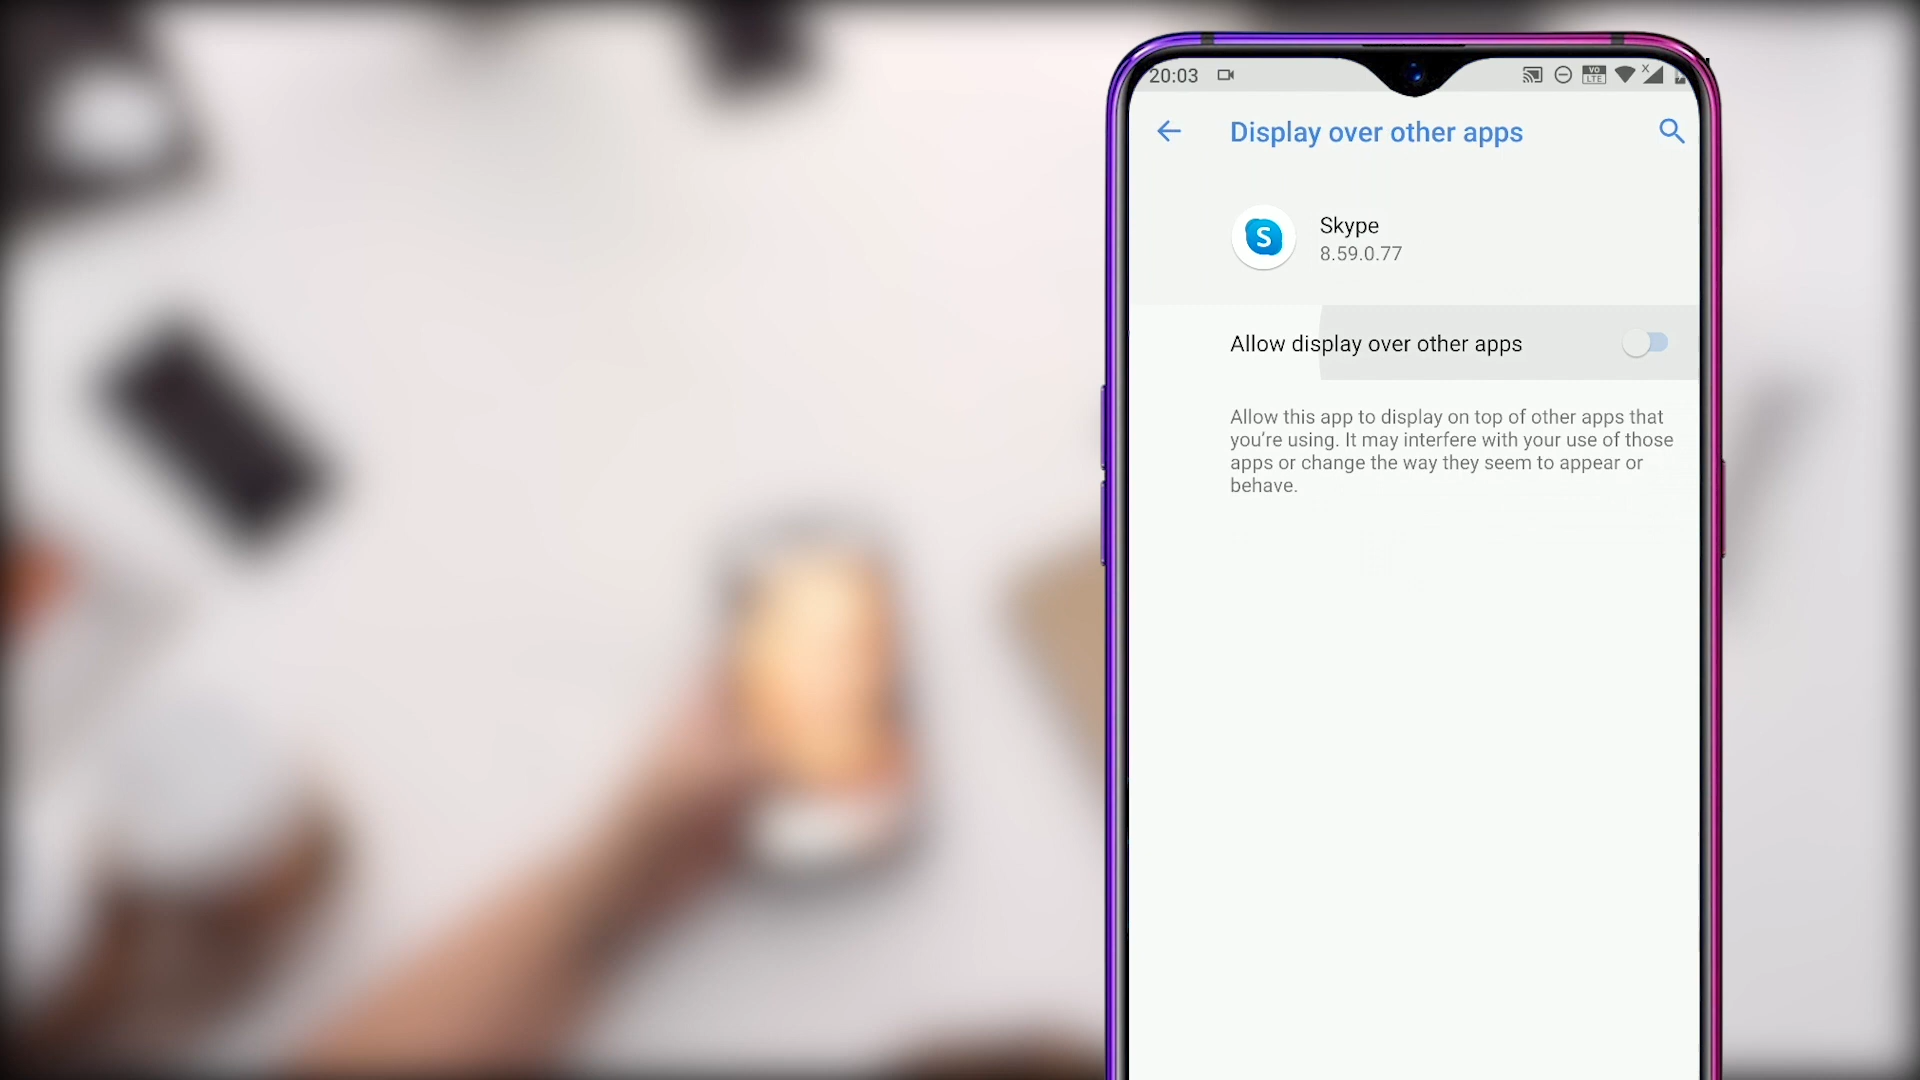 20:03
VO
LTE
X
Display over other apps
S
Skype
8.59.0.77
Allow display over other apps
Allow this app to display on top of other apps that
you're using. It may interfere with your use of those
apps or change the way they seem to appear or
behave.